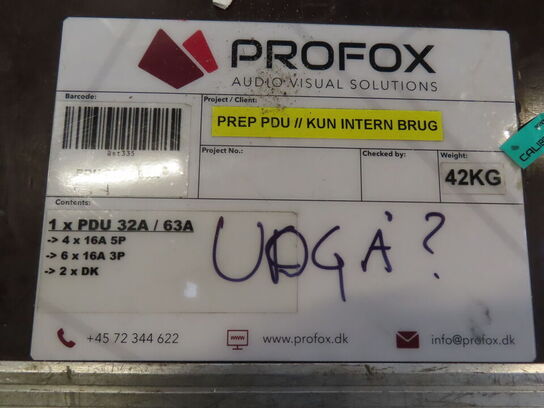 PROFOX
AUDIO VISUAL SOLUTIONS
Barcode:
Project / Client:
PREP PDU // KUN INTERN BRUG
Project No.:
Checked by:
Weight:
42KG
Contents:
1 x PDU 32A / 63A
-> 4 x 16A 5P
-> 6 x 16A 3P
-> 2 x DK
UDGÅ?
+45 72 344 622
www.profox.dk
info@profox.dk